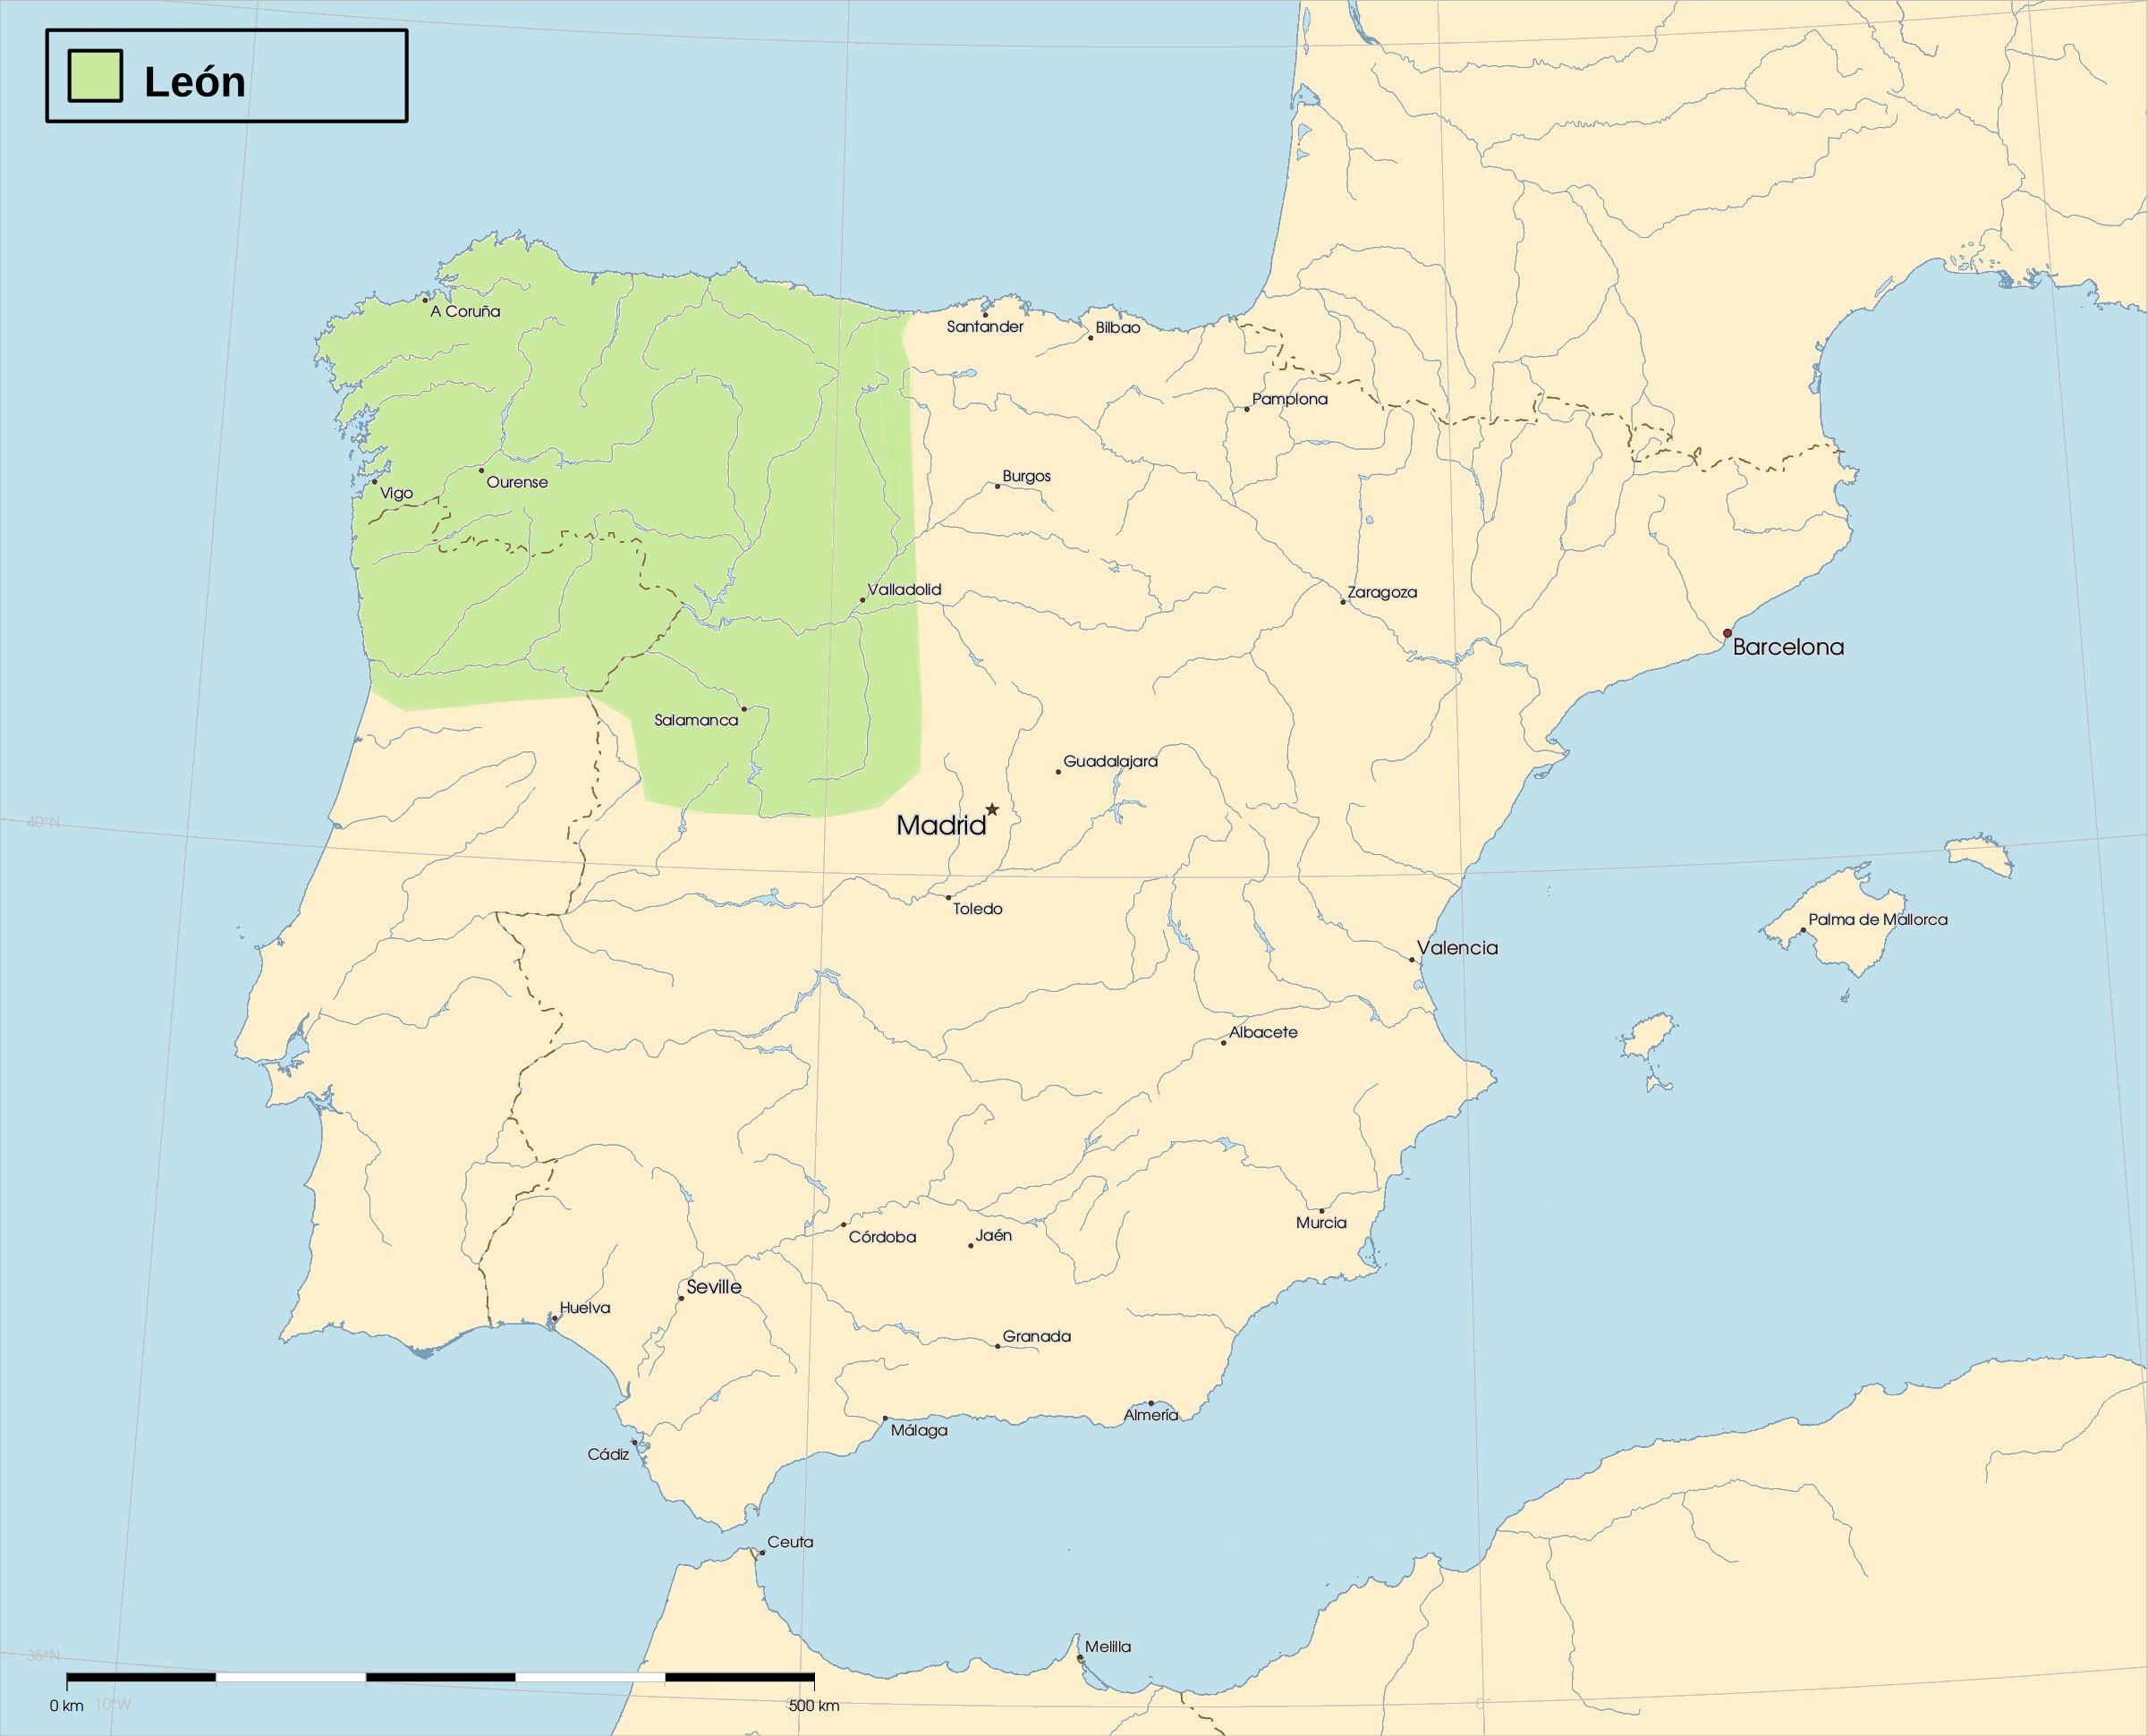 León
A Coruña
Santander
Bilbao
Pamplona
Vigo
Ourense
Burgos
Valladolid
Zaragoza
Barcelona
Salamanca
Guadalajara
Madrid
40°N
Toledo
Palma de Mallorca
Valencia
Albacete
Murcia
Córdoba
Jaén
Seville
Huelva
Granada
Almería
Málaga
Cádiz
Ceuta
Melilla
35°N
0 km
10°W
500 km
0°